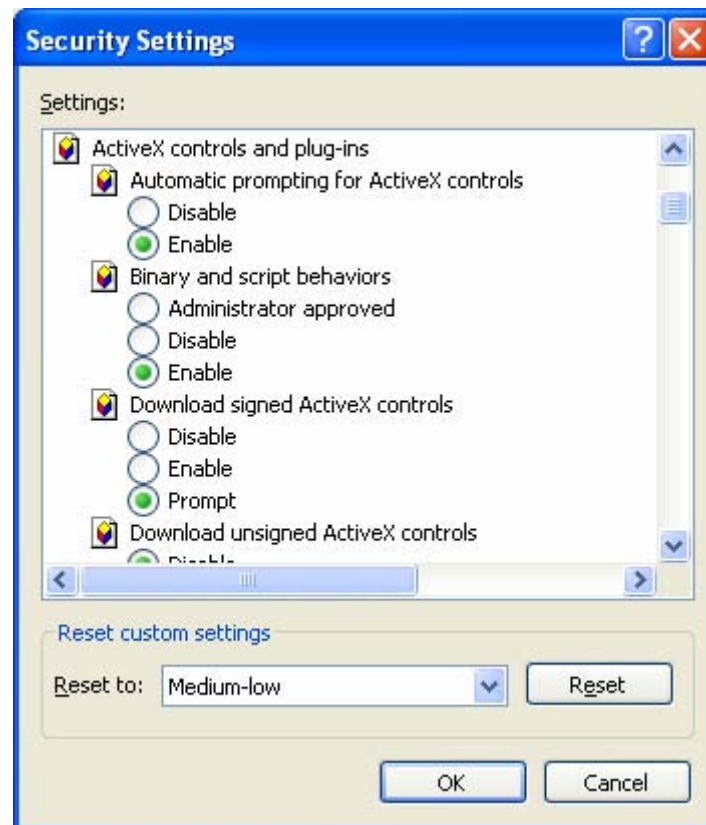 Security Settings
Settings:
ActiveX controls and plug-ins
Automatic prompting for ActiveX controls
Disable
Enable
Binary and script behaviors
Administrator approved
Disable
Enable
Download signed ActiveX controls
Disable
Enable
Prompt
Download unsigned ActiveX controls
Disable
Reset custom settings
Reset to: Medium-low Reset
OK Cancel